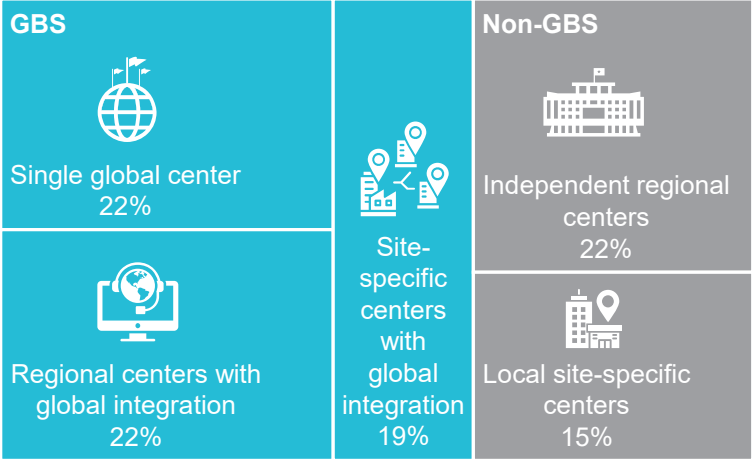 GBS
Single global center
22%
Regional centers with
global integration
22%
Site-
specific
centers
with
global
integration
19%
Non-GBS
Independent regional
centers
22%
Local site-specific
centers
15%